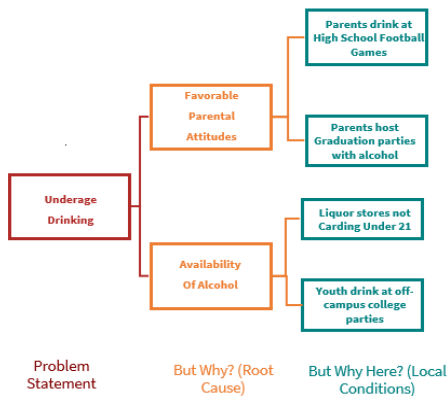 Parents drink at
High School Football
Games
Favorable
Parental
Attitudes
Parents host
Graduation parties
with alcohol
Underage
Drinking
Liquor stores not
Carding Under 21
Availability
Of Alcohol
Youth drink at off-
campus college
parties
Problem
Statement
But Why? (Root
Cause)
But Why Here? (Local
Conditions)